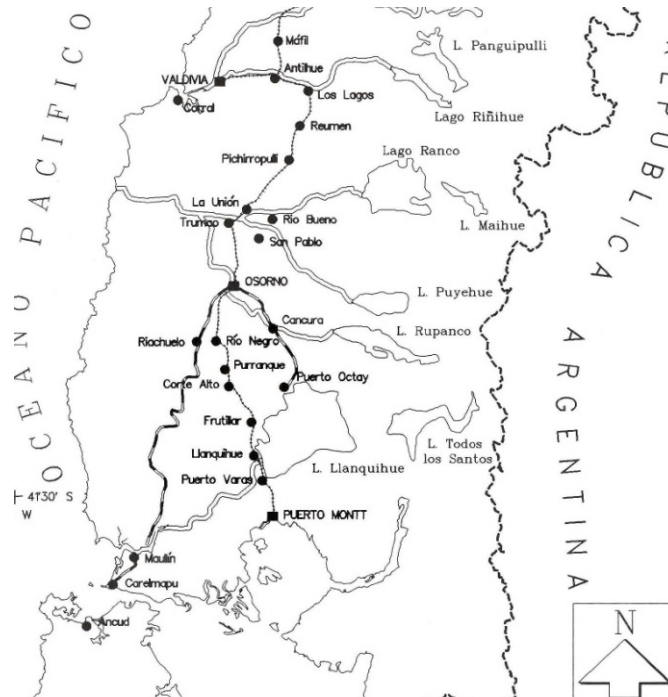 OCEANO PACIFICO
REPUBLICA
ARGENTINA
Máfil
L. Panguipulli
VALDIVIA
Antilhue
Los Lagos
Corral
Lago Riñihue
Reumen
Pichirropulli
Lago Ranco
La Unión
Rio Bueno
L. Maihue
Trumao
San Pablo
OSORNO
L. Puyehue
Cancura
L. Rupanco
Riachuelo
Río Negro
Purranque
Corte Alto
Puerto Octay
Frutillar
L. Todos
los Santos
Llanquihue
L. Llanquihue
Puerto Varas
41°30' S
W
PUERTO MONTT
Maullín
Carelmapu
Ancud
N